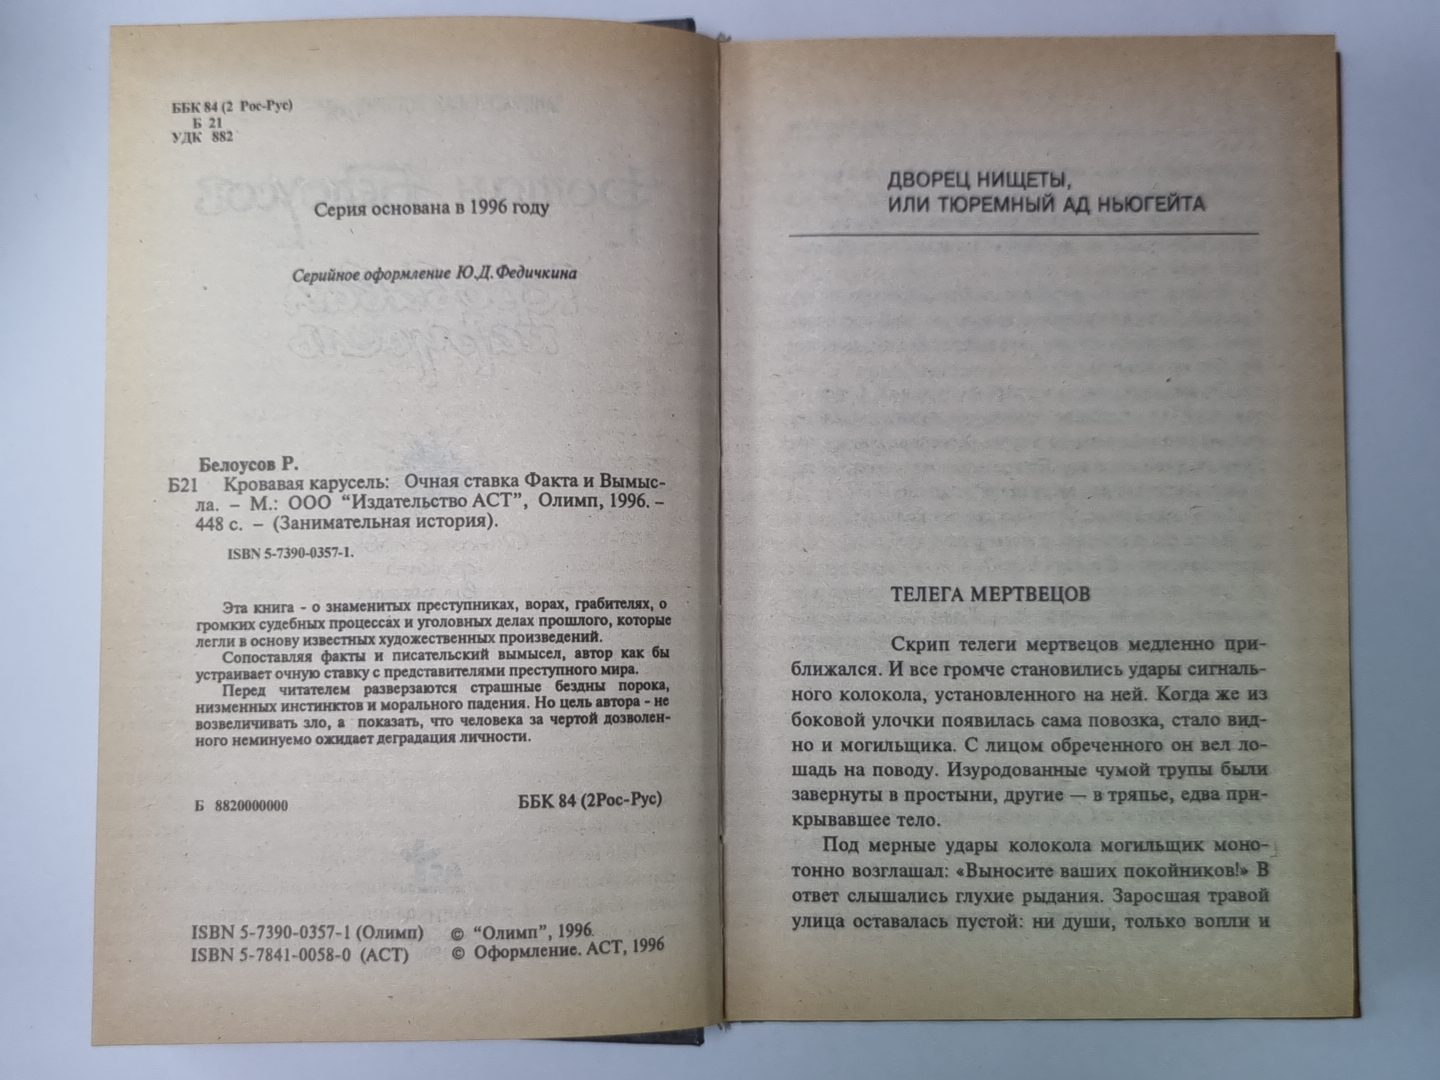 ББК 84 (2 Рос-Рус)
Б 21
УДК 882
Серия основана в 1996 году
Серийное оформление Ю.Д.Федичкина
Белоусов Р.
Б21 Кровавая карусель: Очная ставка Факта и Вымыс-
ла. – М.: ООО “Издательство АСТ”, Олимп, 1996. –
448 с. – (Занимательная история).
ISBN 5-7390-0357-1.
Эта книга - о знаменитых преступниках, ворах, грабителях, о
громких судебных процессах и уголовных делах прошлого, которые
легли в основу известных художественных произведений.
Сопоставляя факты и писательский вымысел, автор как бы
устраивает очную ставку с представителями преступного мира.
Перед читателем разверзаются страшные бездны порока,
низменных инстинктов и морального падения. Но цель автора - не
возвеличивать зло, а показать, что человека за чертой дозволен-
ного неминуемо ожидает деградация личности.
Б 8820000000 ББК 84 (2Рос-Рус)
ISBN 5-7390-0357-1 (Олимп) © “Олимп”, 1996.
ISBN 5-7841-0058-0 (АСТ) © Оформление. АСТ, 1996
ДВОРЕЦ НИЩЕТЫ,
ИЛИ ТЮРЕМНЫЙ АД НЬЮГЕЙТА
ТЕЛЕГА МЕРТВЕЦОВ
Скрип телеги мертвецов медленно при-
ближался. И все громче становились удары сигналь-
ного колокола, установленного на ней. Когда же из
боковой улочки появилась сама повозка, стало вид-
но и могильщика. С лицом обреченного он вел ло-
шадь на поводу. Изуродованные чумой трупы были
завернуты в простыни, другие — в тряпье, едва при-
крывавшее тело.
Под мерные удары колокола могильщик моно-
тонно возглашал: «Выносите ваших покойников!» В
ответ слышались глухие рыдания. Заросшая травой
улица оставалась пустой: ни души, только вопли и